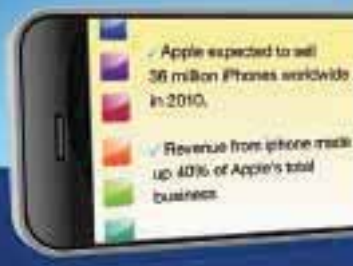 Apple expected to sell
36 million iPhones worldwide
in 2010.
Revenue from iphone made
up 40% of Apple's total
business